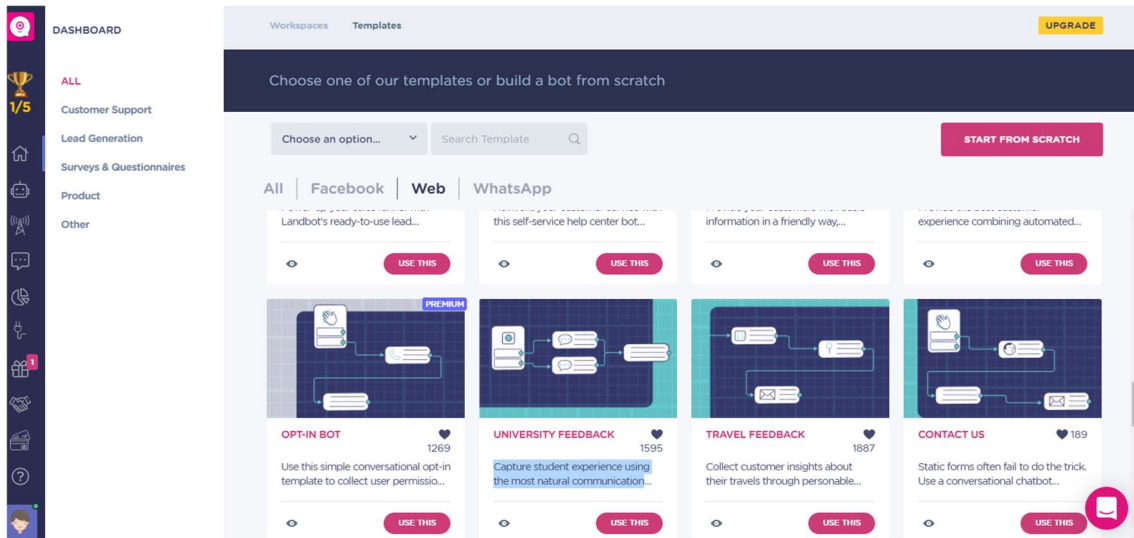 DASHBOARD
Workspaces Templates
UPGRADE
Choose one of our templates or build a bot from scratch
ALL
Customer Support
Lead Generation
Surveys & Questionnaires
Product
Other
1/5
1
Choose an option...
Search Template
START FROM SCRATCH
All Facebook Web WhatsApp
Landbot's ready-to-use lead...
USE THIS
this self-service help center bot...
USE THIS
information in a friendly way,...
USE THIS
experience combining automated...
USE THIS
PREMIUM
OPT-IN BOT
1269
Use this simple conversational opt-in
template to collect user permissio...
USE THIS
UNIVERSITY FEEDBACK
1595
Capture student experience using
the most natural communication...
USE THIS
TRAVEL FEEDBACK
1887
Collect customer insights about
their travels through personable...
USE THIS
CONTACT US 189
Static forms often fail to do the trick.
Use a conversational chatbot...
USE THIS